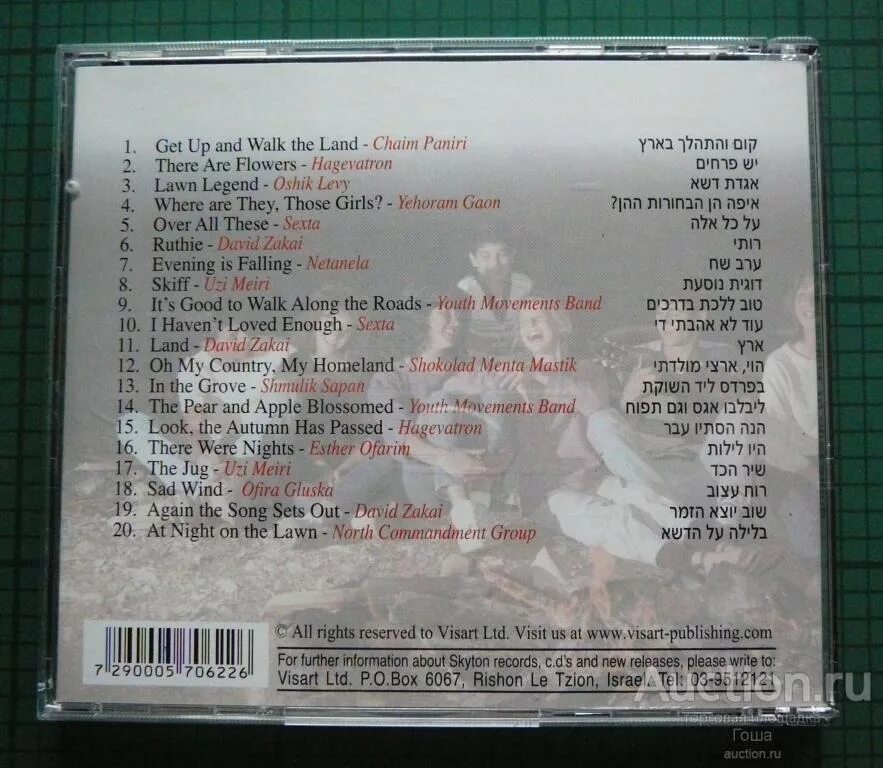 1. Get Up and Walk the Land - Chaim Paniri קום והתהלך בארץ
2. There Are Flowers - Hagevatron יש פרחים
3. Lawn Legend - Oshik Levy אגדת דשא
4. Where are They, Those Girls? - Yehoram Gaon איפה הן הבחורות ההן?
5. Over All These - Sexta על כל אלה
6. Ruthie - David Zakai רותי
7. Evening is Falling - Netanela ערב שח
8. Skiff - Uzi Meiri דוגית נוסעת
9. It's Good to Walk Along the Roads - Youth Movements Band טוב ללכת בדרכים
10. I Haven't Loved Enough - Sexta עוד לא אהבתי די
11. Land - David Zakai ארץ
12. Oh My Country, My Homeland - Shokolad Menta Mastik הוי, ארצי מולדתי
13. In the Grove - Shmulik Sapan בפרדס ליד השוקת
14. The Pear and Apple Blossomed - Youth Movements Band ליבלבו אגס וגם תפוח
15. Look, the Autumn Has Passed - Hagevatron הנה הסתיו עבר
16. There Were Nights - Esther Ofarim היו לילות
17. The Jug - Uzi Meiri שיר הכד
18. Sad Wind - Ofira Gluska רוח עצוב
19. Again the Song Sets Out - David Zakai שוב יוצא הזמר
20. At Night on the Lawn - North Commandment Group בלילה על הדשא
© All rights reserved to Visart Ltd. Visit us at www.visart-publishing.com
For further information about Skyton records, c.d's and new releases, please write to:
Visart Ltd. P.O.Box 6067, Rishon Le Tzion, Israel Tel: 03-9512121
7 290005 706226
Auction.ru
торговая площадка
Гоша
auction.ru